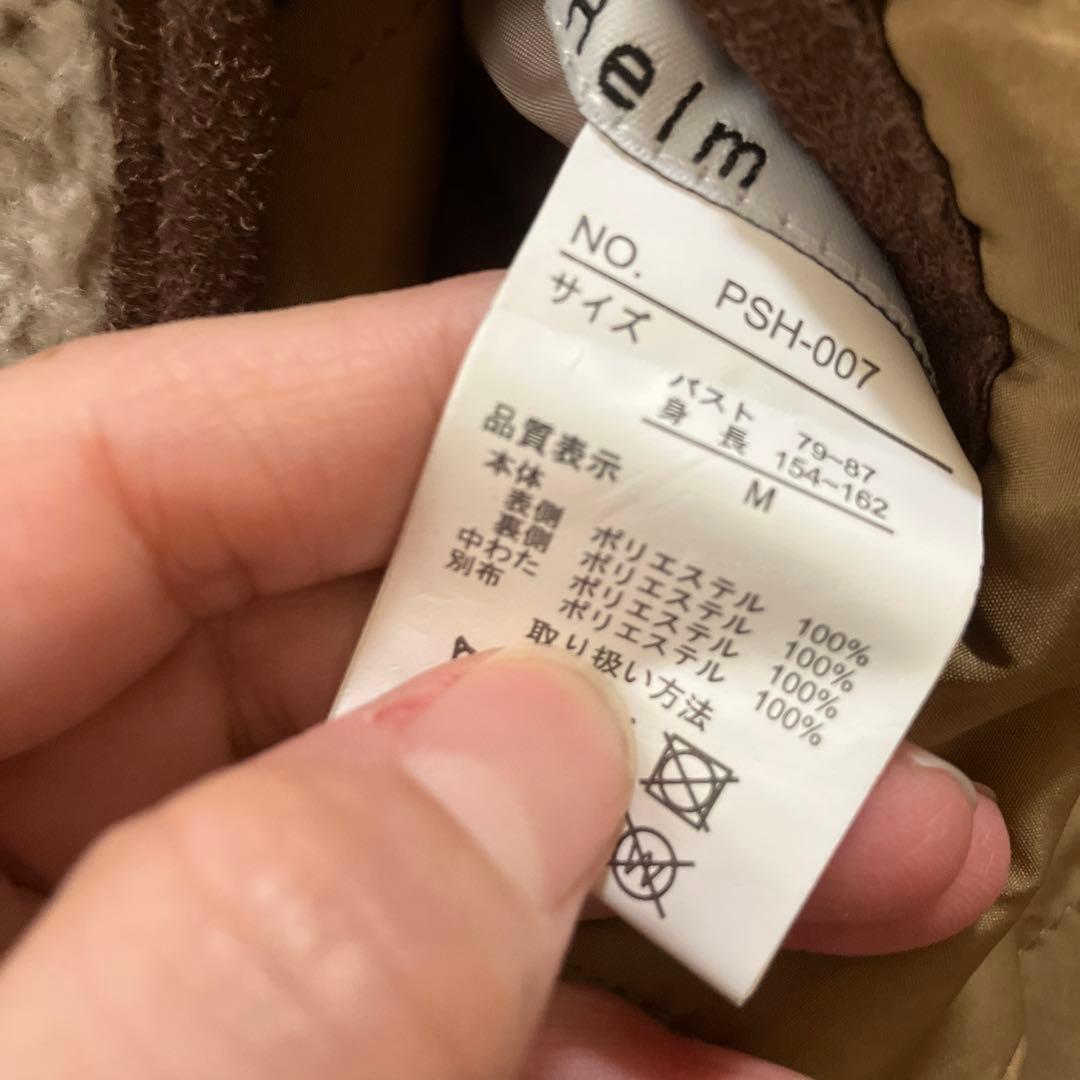 helm
NO. PSH-007
サイズ
バスト 79~87
身長 154~162
M
品質表示
本体
表側 ポリエステル 100%
裏側 ポリエステル 100%
中わた ポリエステル 100%
別布 ポリエステル 100%
取り扱い方法
W